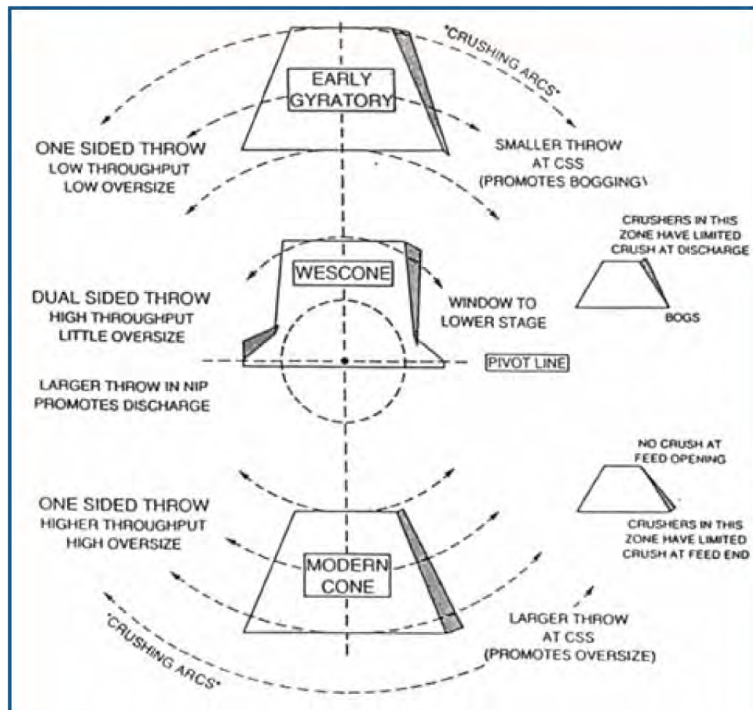 "CRUSHING ARCS"
EARLY
GYRATORY
ONE SIDED THROW
LOW THROUGHPUT
LOW OVERSIZE
SMALLER THROW
AT CSS
(PROMOTES BOGGING\
CRUSHERS IN THIS
ZONE HAVE LIMITED
CRUSH AT DISCHARGE
BOGS
WESCONE
DUAL SIDED THROW
HIGH THROUGHPUT
LITTLE OVERSIZE
WINDOW TO
LOWER STAGE
PIVOT LINE
LARGER THROW IN NIP
PROMOTES DISCHARGE
NO CRUSH AT
FEED OPENING
ONE SIDED THROW
HIGHER THROUGHPUT
HIGH OVERSIZE
CRUSHERS IN THIS
ZONE HAVE LIMITED
CRUSH AT FEED END
MODERN
CONE
LARGER THROW
AT CSS
(PROMOTES OVERSIZE)
"CRUSHING ARCS"